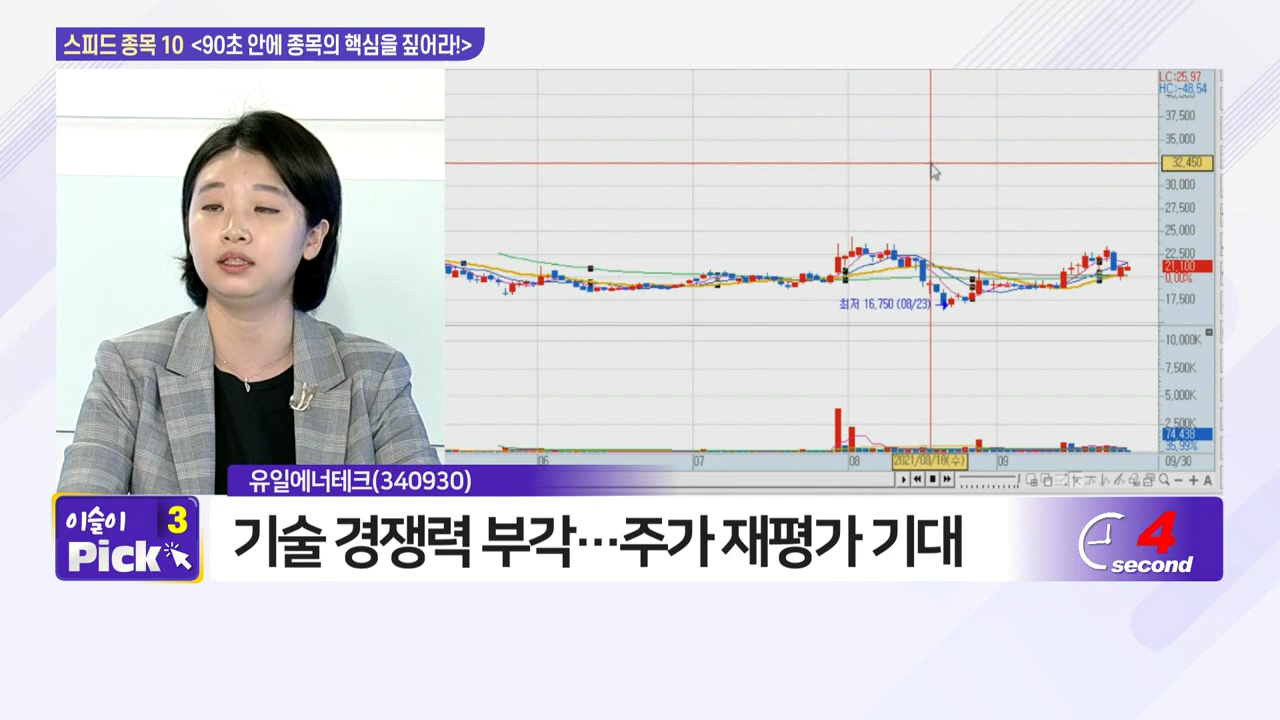 스피드 종목 10 <90초 안에 종목의 핵심을 짚어라!>
LC:25.97
HC:-48.54
40,000
37,500
35,000
32,450
30,000
27,500
25,000
22,500
21,100
0.00%
17,500
최저 16,750 (08/23)
10,000K
7,500K
5,000K
2,500K
74,438
35.99%
06
07
08
2021/08/18(수)
09
09/30
A
유일에너테크(340930)
이슬이 3
Pick
기술 경쟁력 부각…주가 재평가 기대
4
second